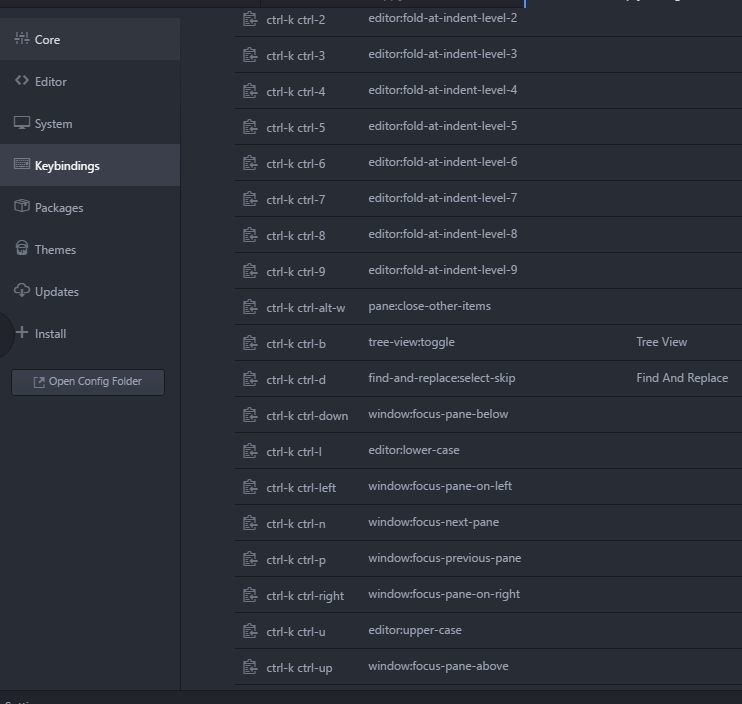 Core
Editor
System
Keybindings
Packages
Themes
Updates
Install
Open Config Folder
ctrl-k ctrl-2 editor:fold-at-indent-level-2
ctrl-k ctrl-3 editor:fold-at-indent-level-3
ctrl-k ctrl-4 editor:fold-at-indent-level-4
ctrl-k ctrl-5 editor:fold-at-indent-level-5
ctrl-k ctrl-6 editor:fold-at-indent-level-6
ctrl-k ctrl-7 editor:fold-at-indent-level-7
ctrl-k ctrl-8 editor:fold-at-indent-level-8
ctrl-k ctrl-9 editor:fold-at-indent-level-9
ctrl-k ctrl-alt-w pane:close-other-items
ctrl-k ctrl-b tree-view:toggle Tree View
ctrl-k ctrl-d find-and-replace:select-skip Find And Replace
ctrl-k ctrl-down window:focus-pane-below
ctrl-k ctrl-l editor:lower-case
ctrl-k ctrl-left window:focus-pane-on-left
ctrl-k ctrl-n window:focus-next-pane
ctrl-k ctrl-p window:focus-previous-pane
ctrl-k ctrl-right window:focus-pane-on-right
ctrl-k ctrl-u editor:upper-case
ctrl-k ctrl-up window:focus-pane-above